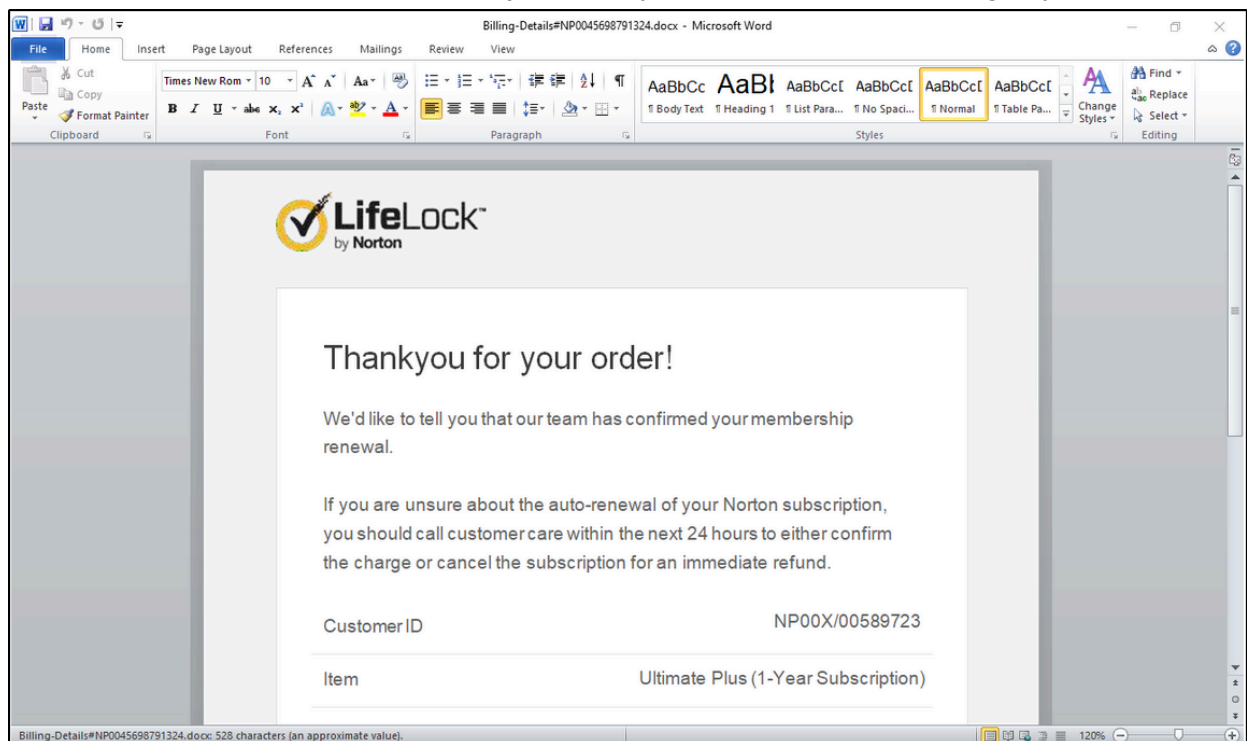 Billing-Details#NP0045698791324.docx - Microsoft Word
File Home Insert Page Layout References Mailings Review View
Cut
Copy
Format Painter
Paste
Times New Rom 10
Find
Replace
Select
AaBbCc AaBl AaBbCcI AaBbCcI AaBbCcI AaBbCcI
¶ Body Text ¶ Heading 1 ¶ List Para... ¶ No Spaci... ¶ Normal ¶ Table Pa...
Change Styles
Clipboard Font Paragraph Styles Editing
LifeLock™
by Norton
Thankyou for your order!
We'd like to tell you that our team has confirmed your membership
renewal.
If you are unsure about the auto-renewal of your Norton subscription,
you should call customer care within the next 24 hours to either confirm
the charge or cancel the subscription for an immediate refund.
Customer ID NP00X/00589723
Item Ultimate Plus (1-Year Subscription)
Billing-Details#NP0045698791324.docx: 528 characters (an approximate value). 120%